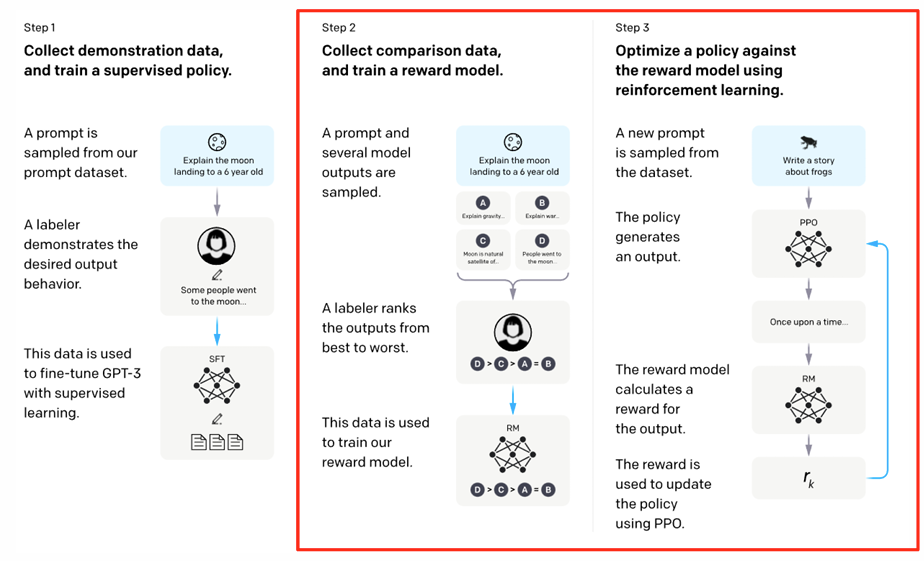 Step 1
Collect demonstration data,
and train a supervised policy.
A prompt is
sampled from our
prompt dataset.
Explain the moon
landing to a 6 year old
A labeler
demonstrates the
desired output
behavior.
Some people went
to the moon...
This data is used
to fine-tune GPT-3
with supervised
learning.
SFT
Step 2
Collect comparison data,
and train a reward model.
A prompt and
several model
outputs are
sampled.
Explain the moon
landing to a 6 year old
A
Explain gravity...
B
Explain war...
C
Moon is natural
satellite of...
D
People went to
the moon...
A labeler ranks
the outputs from
best to worst.
D > C > A = B
This data is used
to train our
reward model.
RM
D > C > A = B
Step 3
Optimize a policy against
the reward model using
reinforcement learning.
A new prompt
is sampled from
the dataset.
Write a story
about frogs
The policy
generates
an output.
PPO
Once upon a time...
The reward model
calculates a
reward for
the output.
RM
The reward is
used to update
the policy
using PPO.
rk